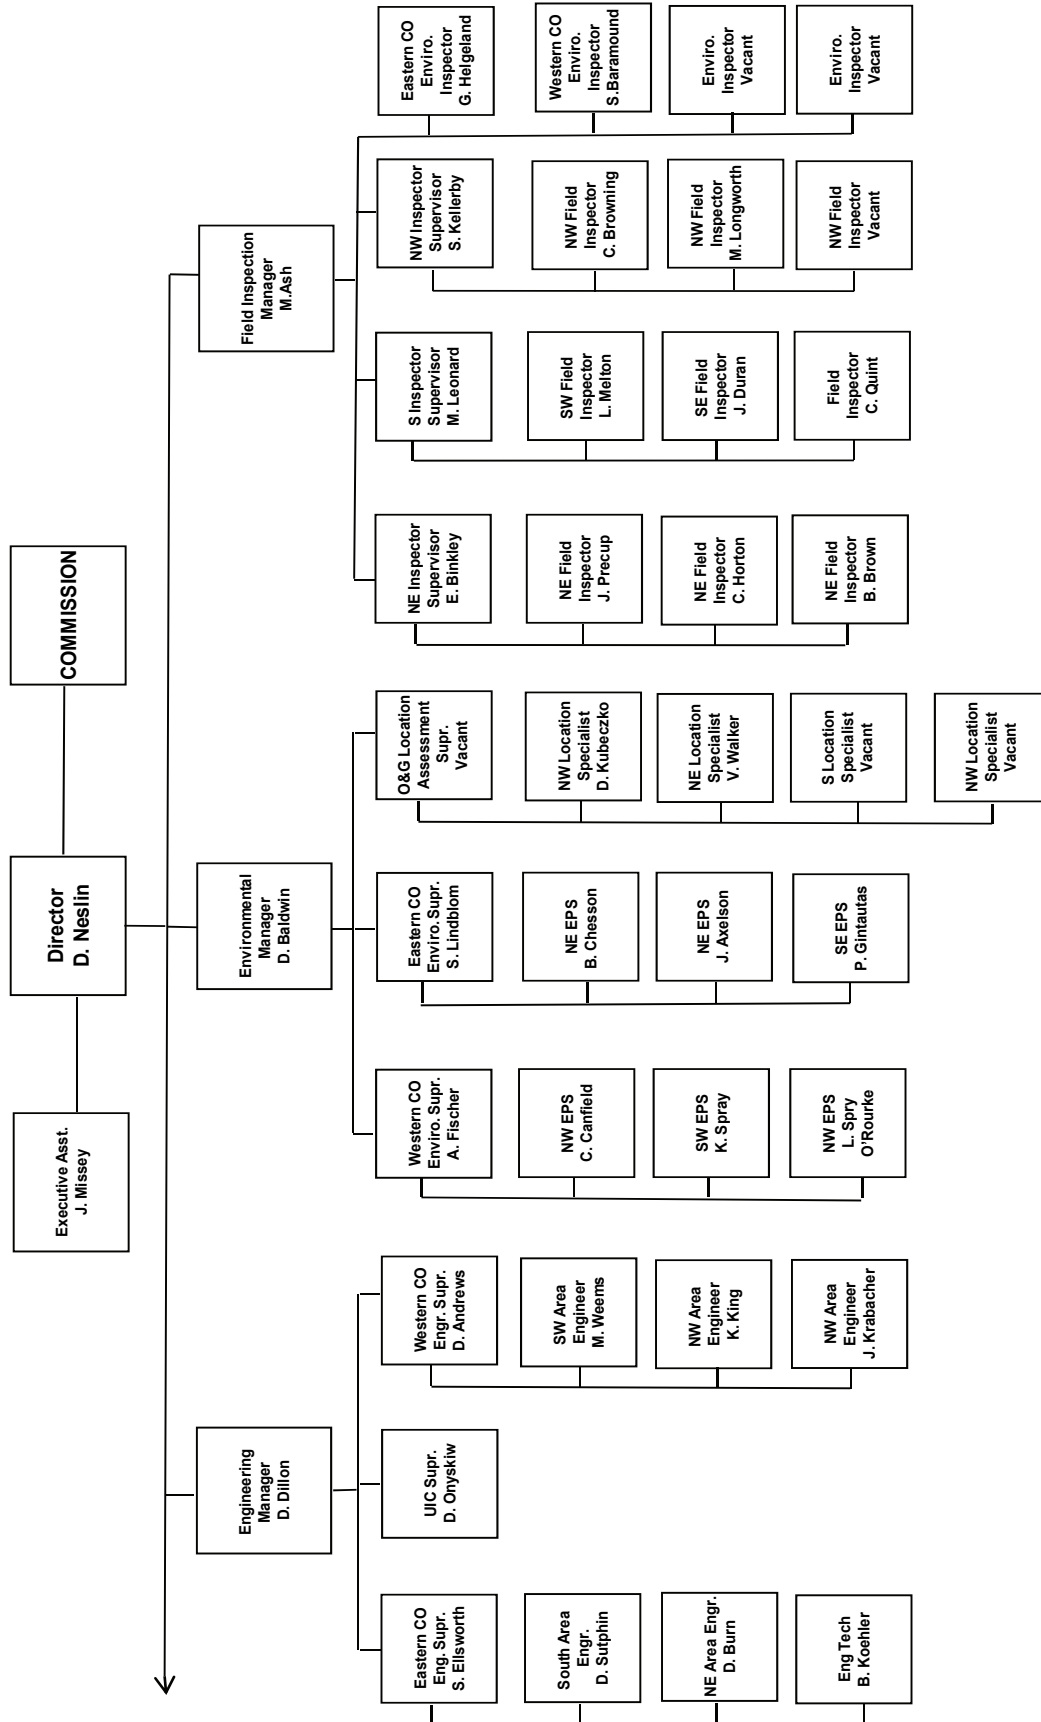 COMMISSION
Director
D. Neslin
Executive Asst.
J. Missey
Engineering
Manager
D. Dillon
Environmental
Manager
D. Baldwin
Field Inspection
Manager
M.Ash
Eastern CO
Eng. Supr.
S. Ellsworth
South Area
Engr.
D. Sutphin
NE Area Engr.
D. Burn
Eng Tech
B. Koehler
UIC Supr.
D. Onyskiw
Western CO
Engr. Supr.
D. Andrews
SW Area
Engineer
M. Weems
NW Area
Engineer
K. King
NW Area
Engineer
J. Krabacher
Western CO
Enviro. Supr.
A. Fischer
NW EPS
C. Canfield
SW EPS
K. Spray
NW EPS
L. Spry
O'Rourke
Eastern CO
Enviro. Supr.
S. Lindblom
NE EPS
B. Chesson
NE EPS
J. Axelson
SE EPS
P. Gintautas
O&G Location
Assessment
Supr.
Vacant
NW Location
Specialist
D. Kubeczko
NE Location
Specialist
V. Walker
S Location
Specialist
Vacant
NW Location
Specialist
Vacant
NE Inspector
Supervisor
E. Binkley
NE Field
Inspector
J. Precup
NE Field
Inspector
C. Horton
NE Field
Inspector
B. Brown
S Inspector
Supervisor
M. Leonard
SW Field
Inspector
L. Melton
SE Field
Inspector
J. Duran
Field
Inspector
C. Quint
NW Inspector
Supervisor
S. Kellerby
NW Field
Inspector
C. Browning
NW Field
Inspector
M. Longworth
NW Field
Inspector
Vacant
Eastern CO
Enviro.
Inspector
G. Helgeland
Western CO
Enviro.
Inspector
S.Baramound
Enviro.
Inspector
Vacant
Enviro.
Inspector
Vacant